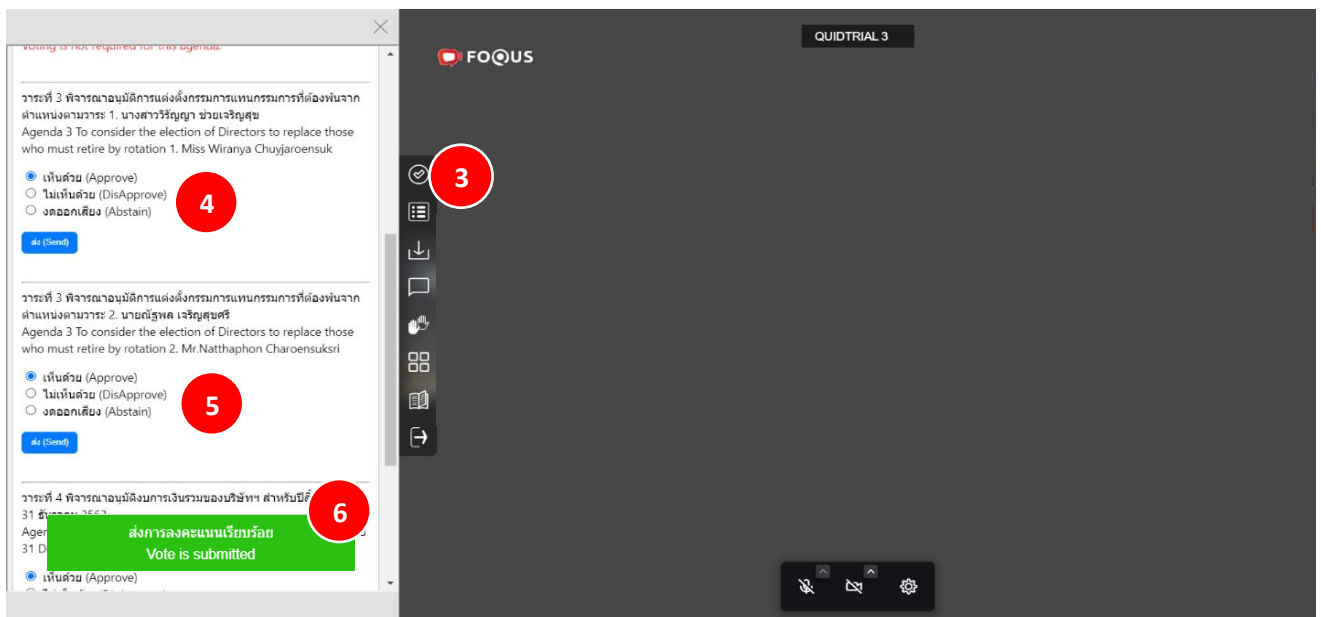 Voting is not required for this agenda.
วาระที่ 3 พิจารณาอนุมัติการแต่งตั้งกรรมการแทนกรรมการที่ต้องพ้นจาก
ตำแหน่งตามวาระ 1. นางสาววิรัญญา ช่วยเจริญสุข
Agenda 3 To consider the election of Directors to replace those
who must retire by rotation 1. Miss Wiranya Chuyjaroensuk
เห็นด้วย (Approve)
ไม่เห็นด้วย (DisApprove)
งดออกเสียง (Abstain)
4
ส่ง (Send)
วาระที่ 3 พิจารณาอนุมัติการแต่งตั้งกรรมการแทนกรรมการที่ต้องพ้นจาก
ตำแหน่งตามวาระ 2. นายณัฐพล เจริญสุขศรี
Agenda 3 To consider the election of Directors to replace those
who must retire by rotation 2. Mr.Natthaphon Charoensuksri
เห็นด้วย (Approve)
ไม่เห็นด้วย (DisApprove)
งดออกเสียง (Abstain)
5
ส่ง (Send)
วาระที่ 4 พิจารณาอนุมัติงบการเงินรวมของบริษัทฯ สำหรับปี
31
6
31 D
ส่งการลงคะแนนเรียบร้อย
Vote is submitted
เห็นด้วย (Approve)
FOQUS
QUIDTRIAL 3
3